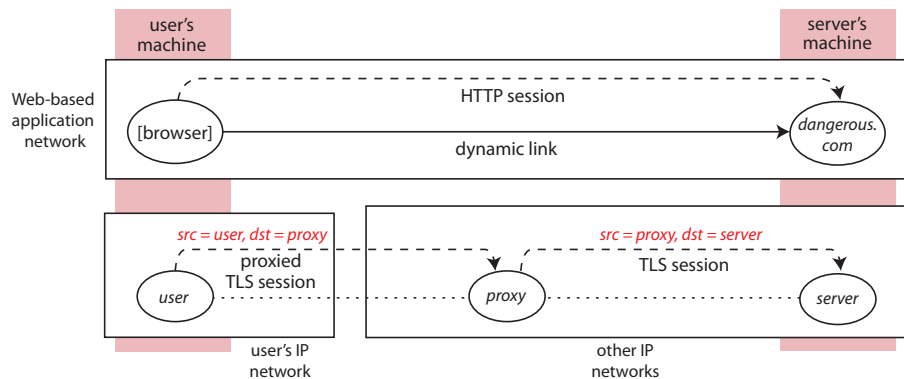 user's
machine
server's
machine
Web-based
application
network
HTTP session
[browser]
dangerous.
com
dynamic link
src = user, dst = proxy
src = proxy, dst = server
proxied
TLS session
TLS session
user
proxy
server
user's IP
network
other IP
networks